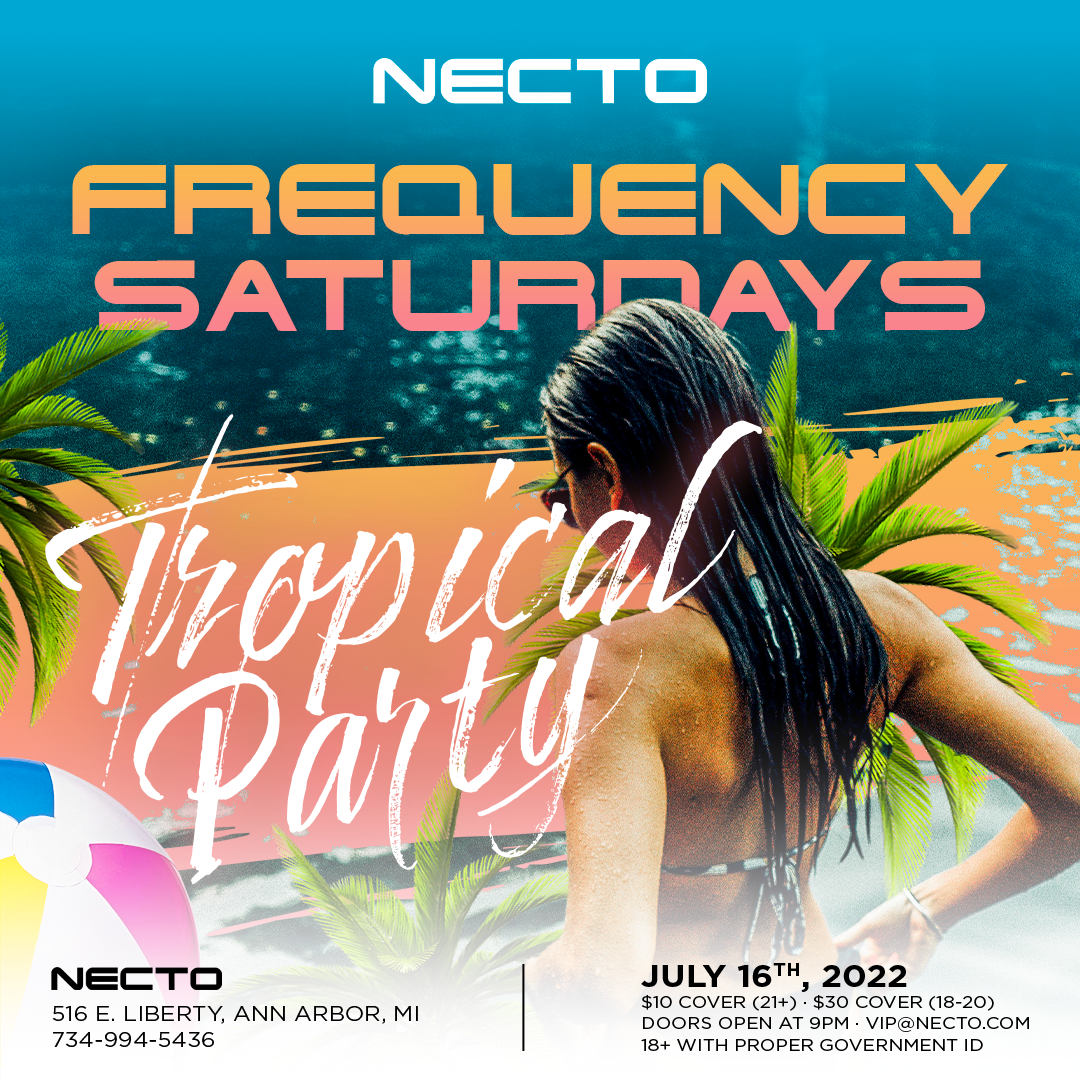 NECTO
FREQUENCY
SATURDAYS
Tropical
Party
NECTO
516 E. LIBERTY, ANN ARBOR, MI
734-994-5436
JULY 16TH, 2022
$10 COVER (21+) · $30 COVER (18-20)
DOORS OPEN AT 9PM · VIP@NECTO.COM
18+ WITH PROPER GOVERNMENT ID